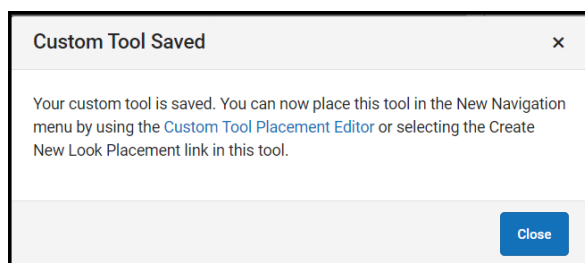 Custom Tool Saved ×
Your custom tool is saved. You can now place this tool in the New Navigation
menu by using the Custom Tool Placement Editor or selecting the Create
New Look Placement link in this tool.
Close